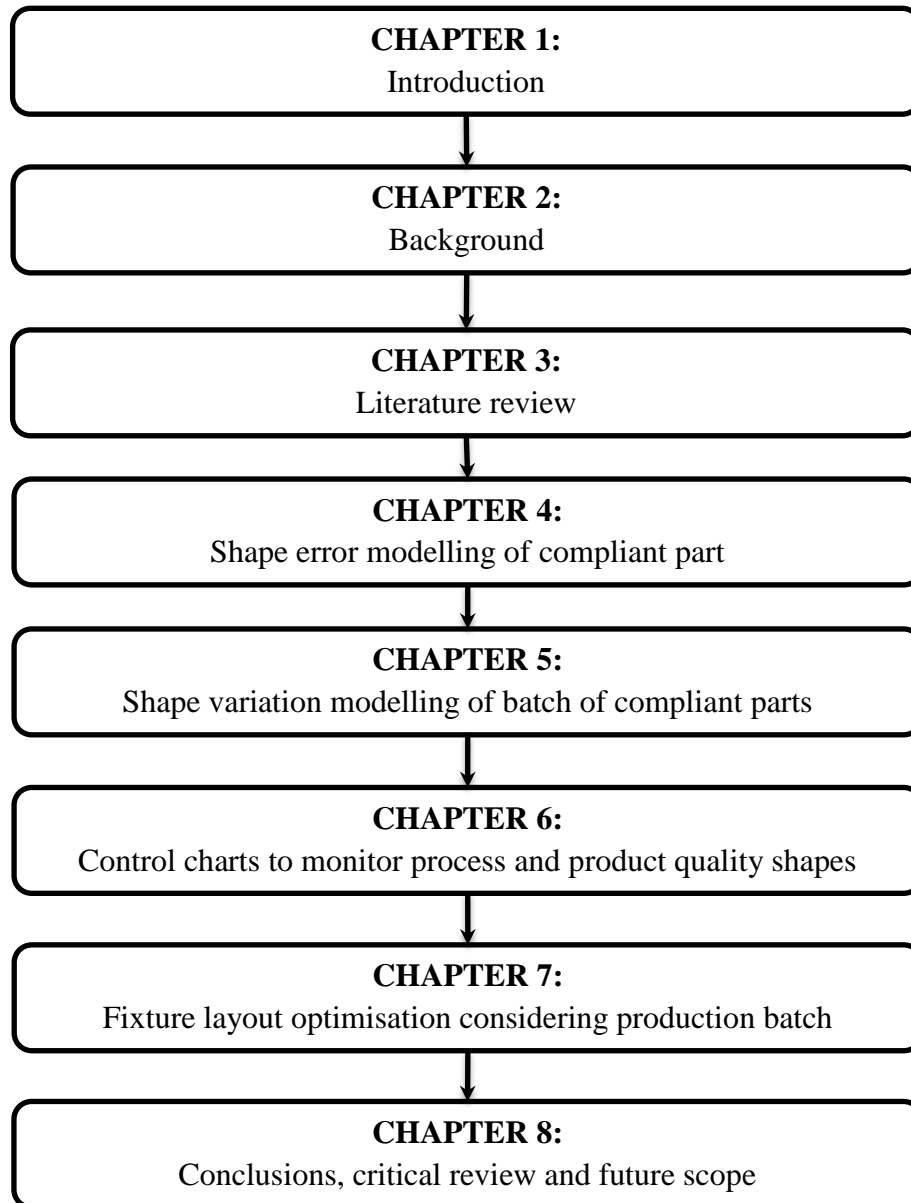 CHAPTER 1:
Introduction
CHAPTER 2:
Background
CHAPTER 3:
Literature review
CHAPTER 4:
Shape error modelling of compliant part
CHAPTER 5:
Shape variation modelling of batch of compliant parts
CHAPTER 6:
Control charts to monitor process and product quality shapes
CHAPTER 7:
Fixture layout optimisation considering production batch
CHAPTER 8:
Conclusions, critical review and future scope